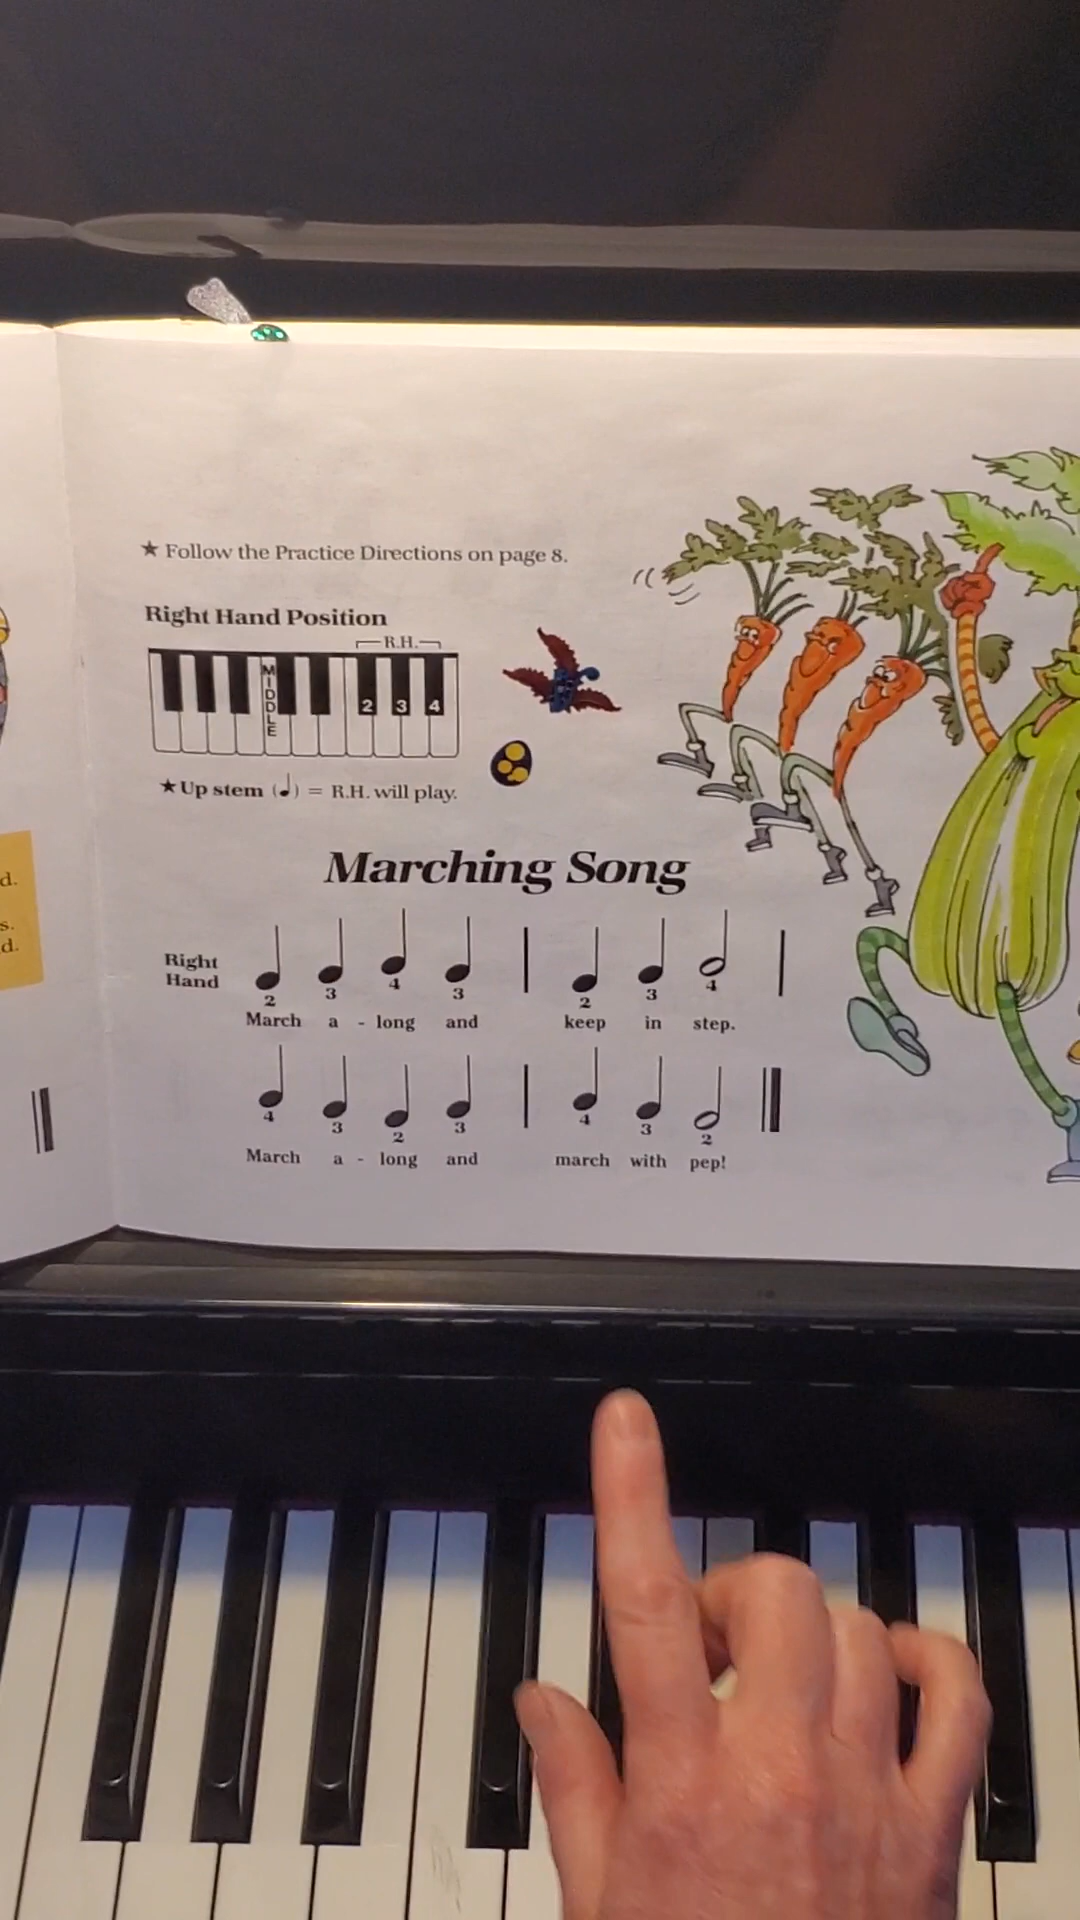 d.
s.
d.
★ Follow the Practice Directions on page 8.
Right Hand Position
R.H.
MIDDLE
2 3 4
★ Up stem (♩) = R.H. will play.
Marching Song
Right
Hand
2 3 4 3 2 3 4
March a - long and keep in step.
4 3 2 3 4 3 2
March a - long and march with pep!